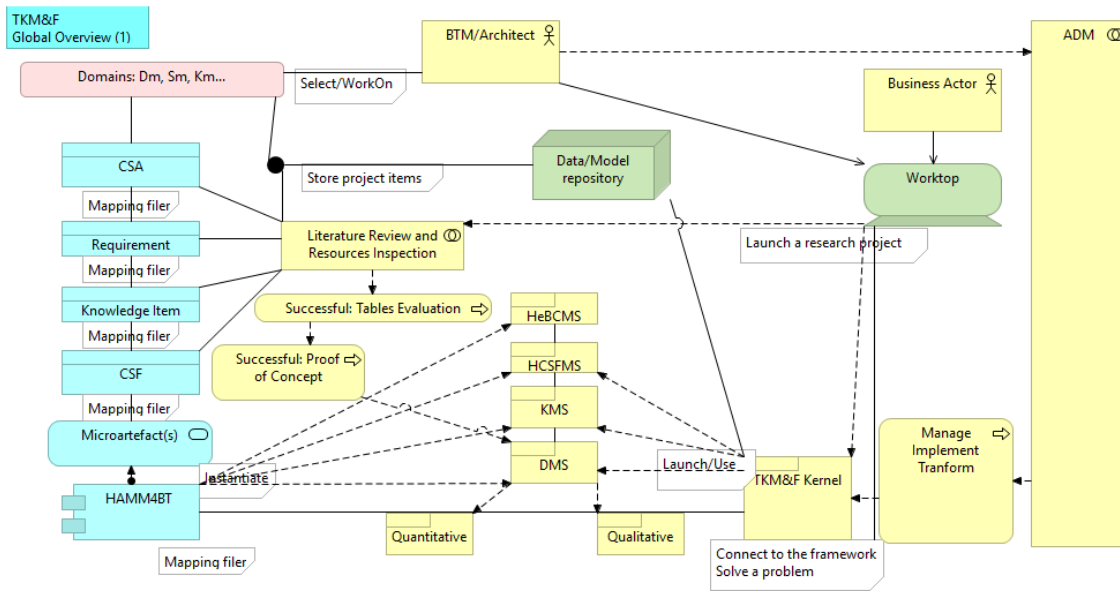 TKM&F
Global Overview (1)
BTM/Architect
ADM
Domains: Dm, Sm, Km...
Select/WorkOn
Business Actor
CSA
Data/Model
repository
Worktop
Store project items
Mapping filer
Requirement
Literature Review and
Resources Inspection
Launch a research project
Mapping filer
Knowledge Item
Successful: Tables Evaluation
HeBCMS
Mapping filer
Successful: Proof
of Concept
HCSFMS
CSF
Mapping filer
KMS
Microartefact(s)
Manage
Implement
Tranform
DMS
Launch/Use
Instantiate
TKM&F Kernel
HAMM4BT
Quantitative
Qualitative
Mapping filer
Connect to the framework
Solve a problem